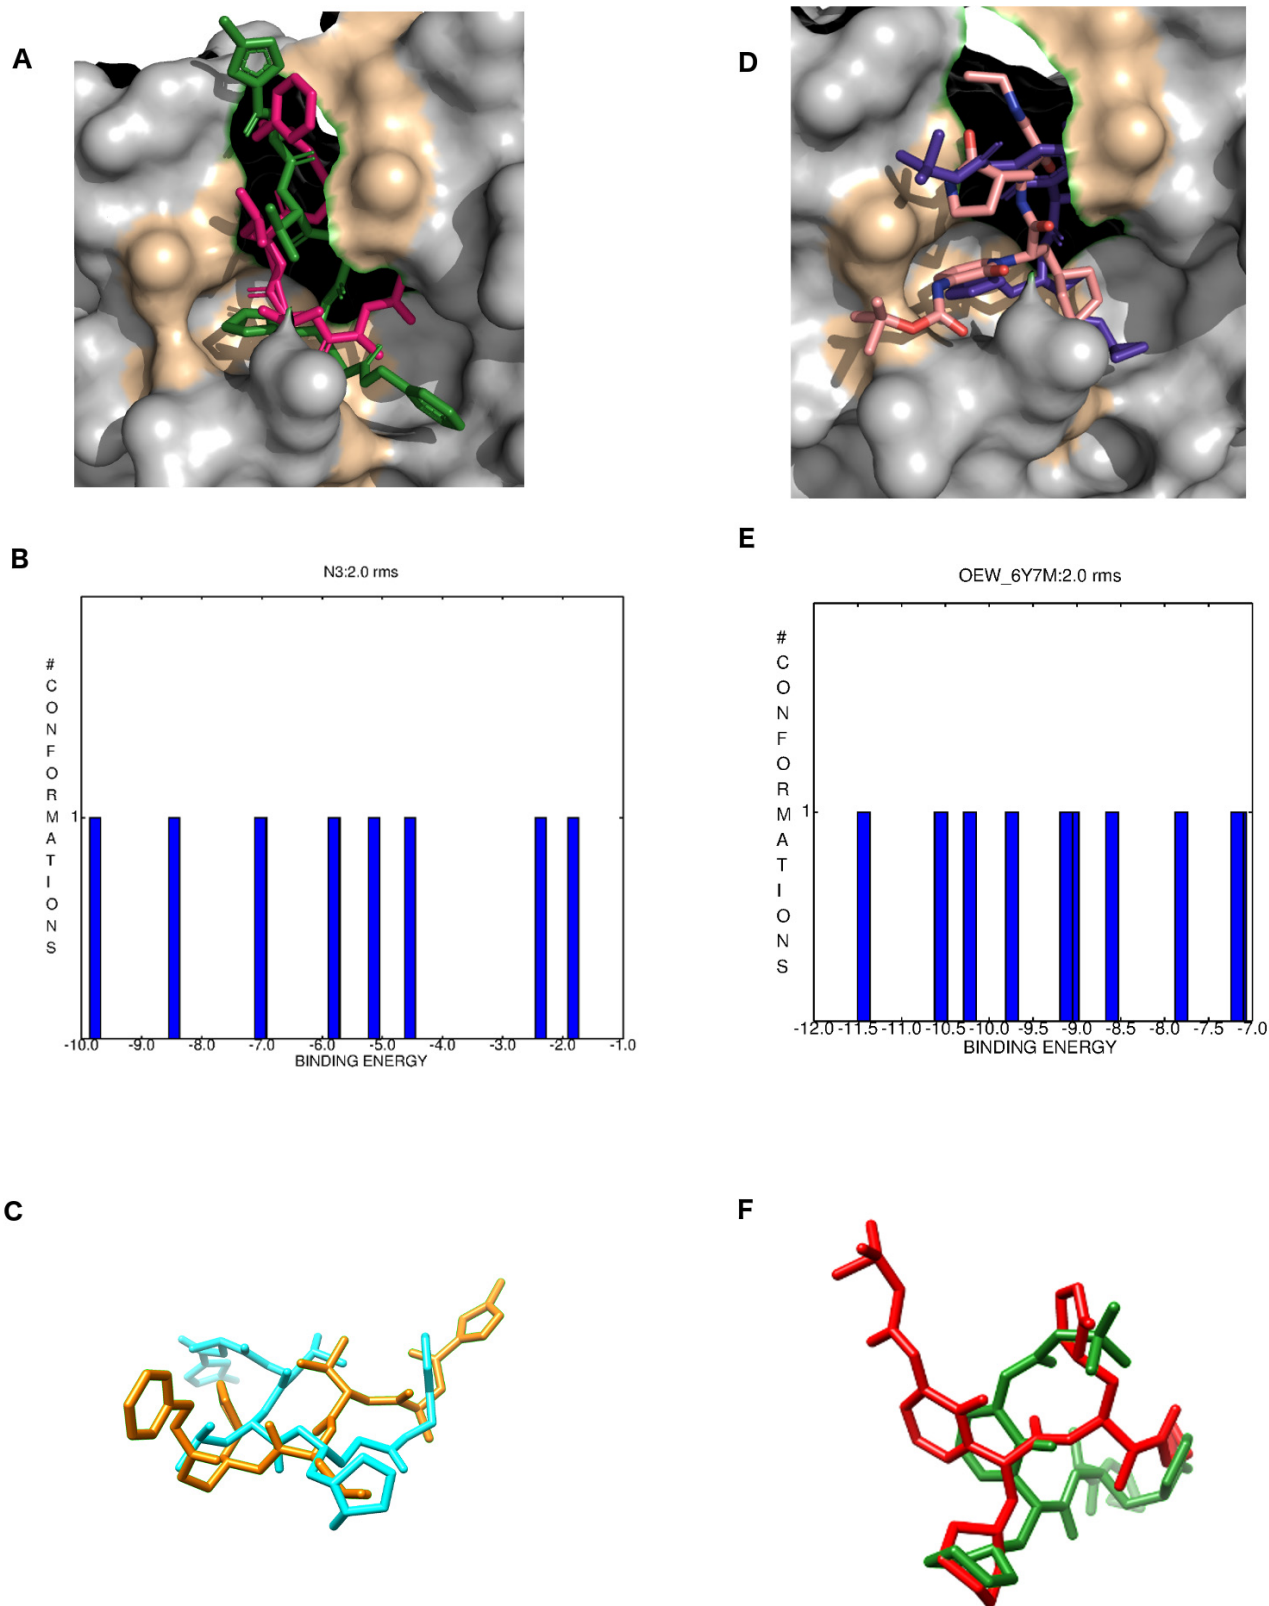 A
D
B
N3:2.0 rms
#
C
O
N
F
O
R
M
A
T
I
O
N
S
1
-10.0 -9.0 -8.0 -7.0 -6.0 -5.0 -4.0 -3.0 -2.0 -1.0
BINDING ENERGY
E
OEW_6Y7M:2.0 rms
#
C
O
N
F
O
R
M
A
T
I
O
N
S
1
-12.0 -11.5 -11.0 -10.5 -10.0 -9.5 -9.0 -8.5 -8.0 -7.5 -7.0
BINDING ENERGY
C
F